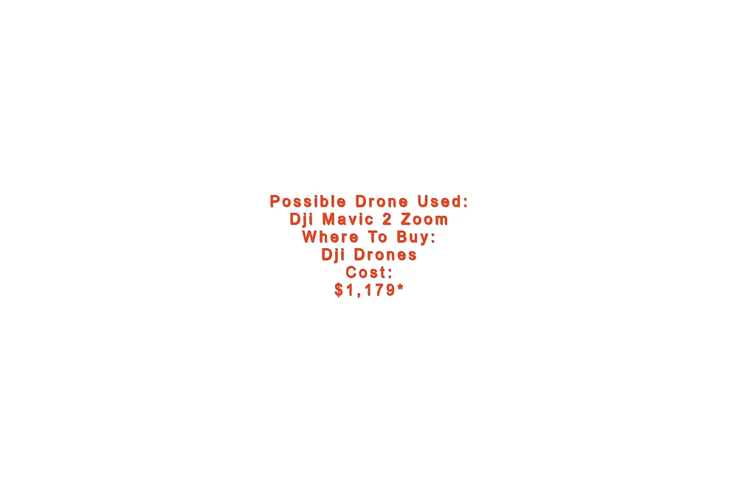 Possible Drone Used:
Dji Mavic 2 Zoom
Where To Buy:
Dji Drones
Cost:
$1,179*